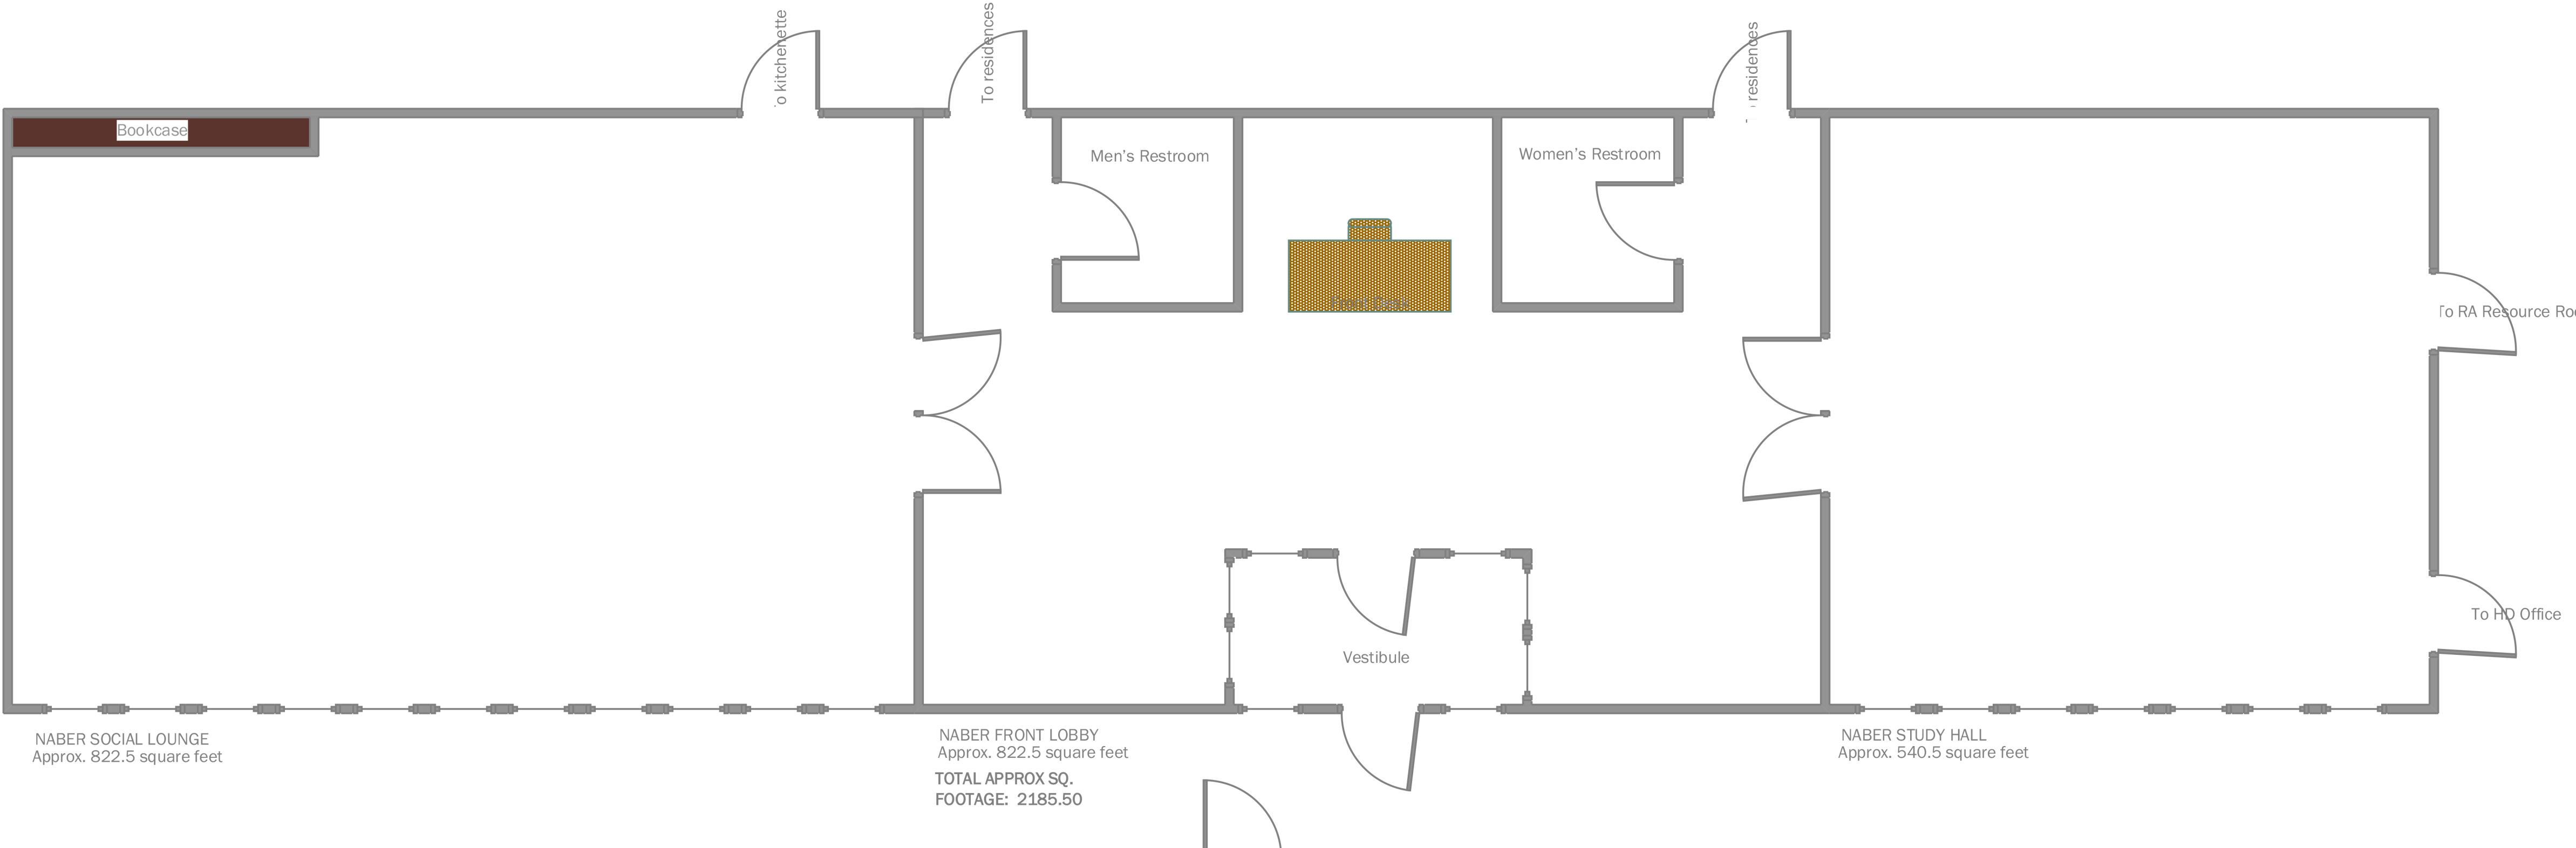 To kitchenette
To residences
residences
Bookcase
Men's Restroom
Women's Restroom
To RA Resource
To HD Office
Vestibule
NABER SOCIAL LOUNGE
Approx. 822.5 square feet
NABER FRONT LOBBY
Approx. 822.5 square feet
TOTAL APPROX SQ.
FOOTAGE: 2185.50
NABER STUDY HALL
Approx. 540.5 square feet